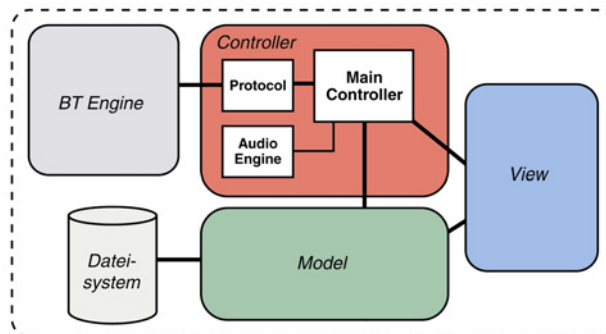 Controller
BT Engine
Protocol
Main
Controller
Audio
Engine
View
Datei-
system
Model